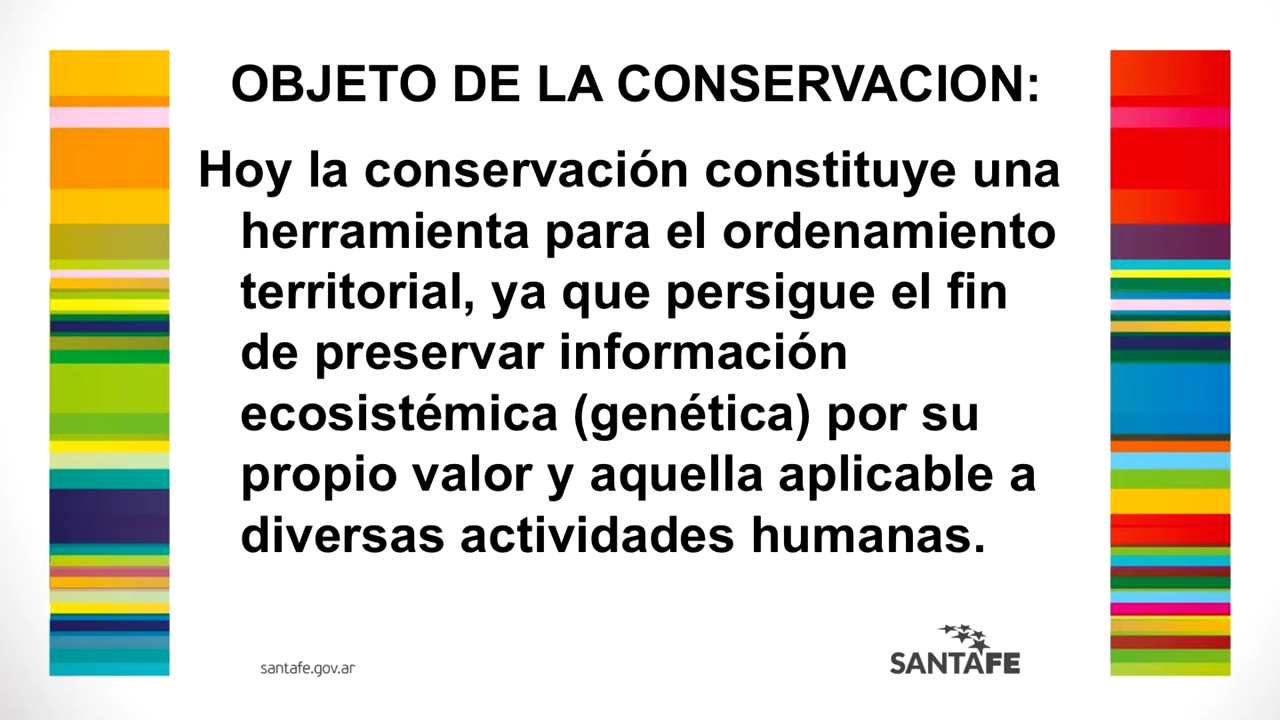 OBJETO DE LA CONSERVACION:
Hoy la conservación constituye una
herramienta para el ordenamiento
territorial, ya que persigue el fin
de preservar información
ecosistémica (genética) por su
propio valor y aquella aplicable a
diversas actividades humanas.
santafe.gov.ar
SANTAFE